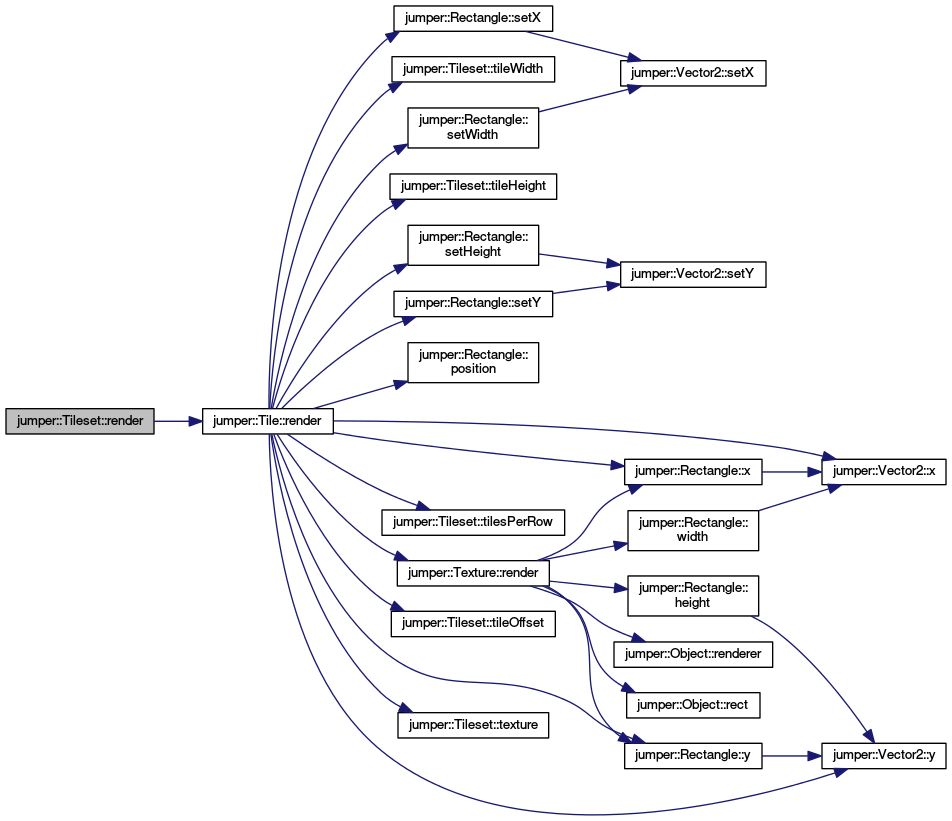 jumper::Rectangle::setX
jumper::Tileset::tileWidth
jumper::Vector2::setX
jumper::Rectangle::
setWidth
jumper::Tileset::tileHeight
jumper::Rectangle::
setHeight
jumper::Vector2::setY
jumper::Rectangle::setY
jumper::Rectangle::
position
jumper::Tileset::render
jumper::Tile::render
jumper::Rectangle::x
jumper::Vector2::x
jumper::Tileset::tilesPerRow
jumper::Rectangle::
width
jumper::Texture::render
jumper::Rectangle::
height
jumper::Tileset::tileOffset
jumper::Object::renderer
jumper::Object::rect
jumper::Tileset::texture
jumper::Rectangle::y
jumper::Vector2::y